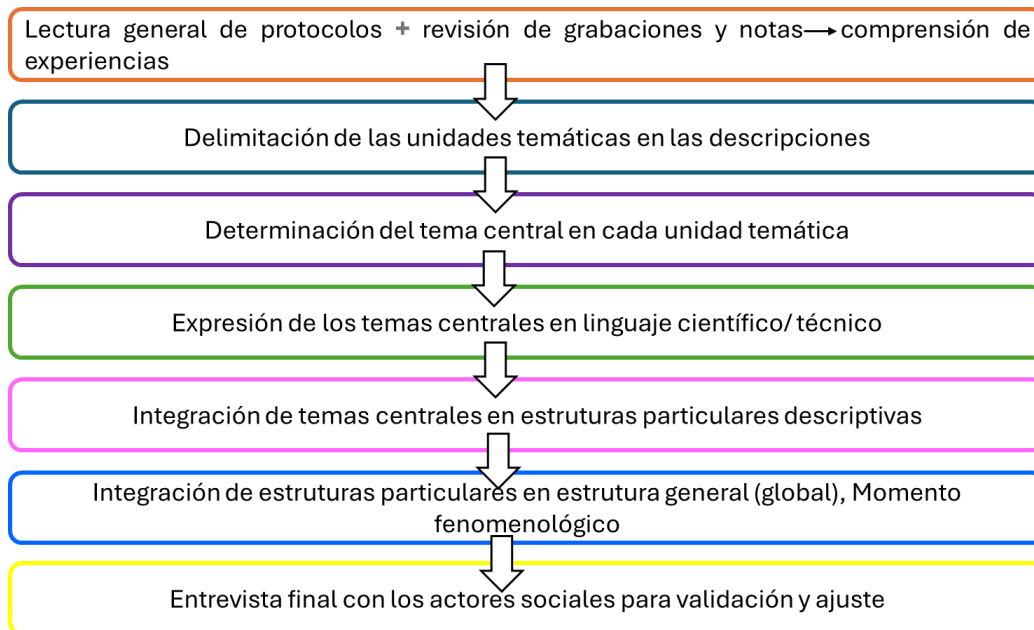 Lectura general de protocolos + revisión de grabaciones y notas→comprensión de
experiencias
Delimitación de las unidades temáticas en las descripciones
Determinación del tema central en cada unidad temática
Expresión de los temas centrales en linguaje científico/ técnico
Integración de temas centrales en estruturas particulares descriptivas
Integración de estruturas particulares en estrutura general (global), Momento
fenomenológico
Entrevista final con los actores sociales para validación y ajuste